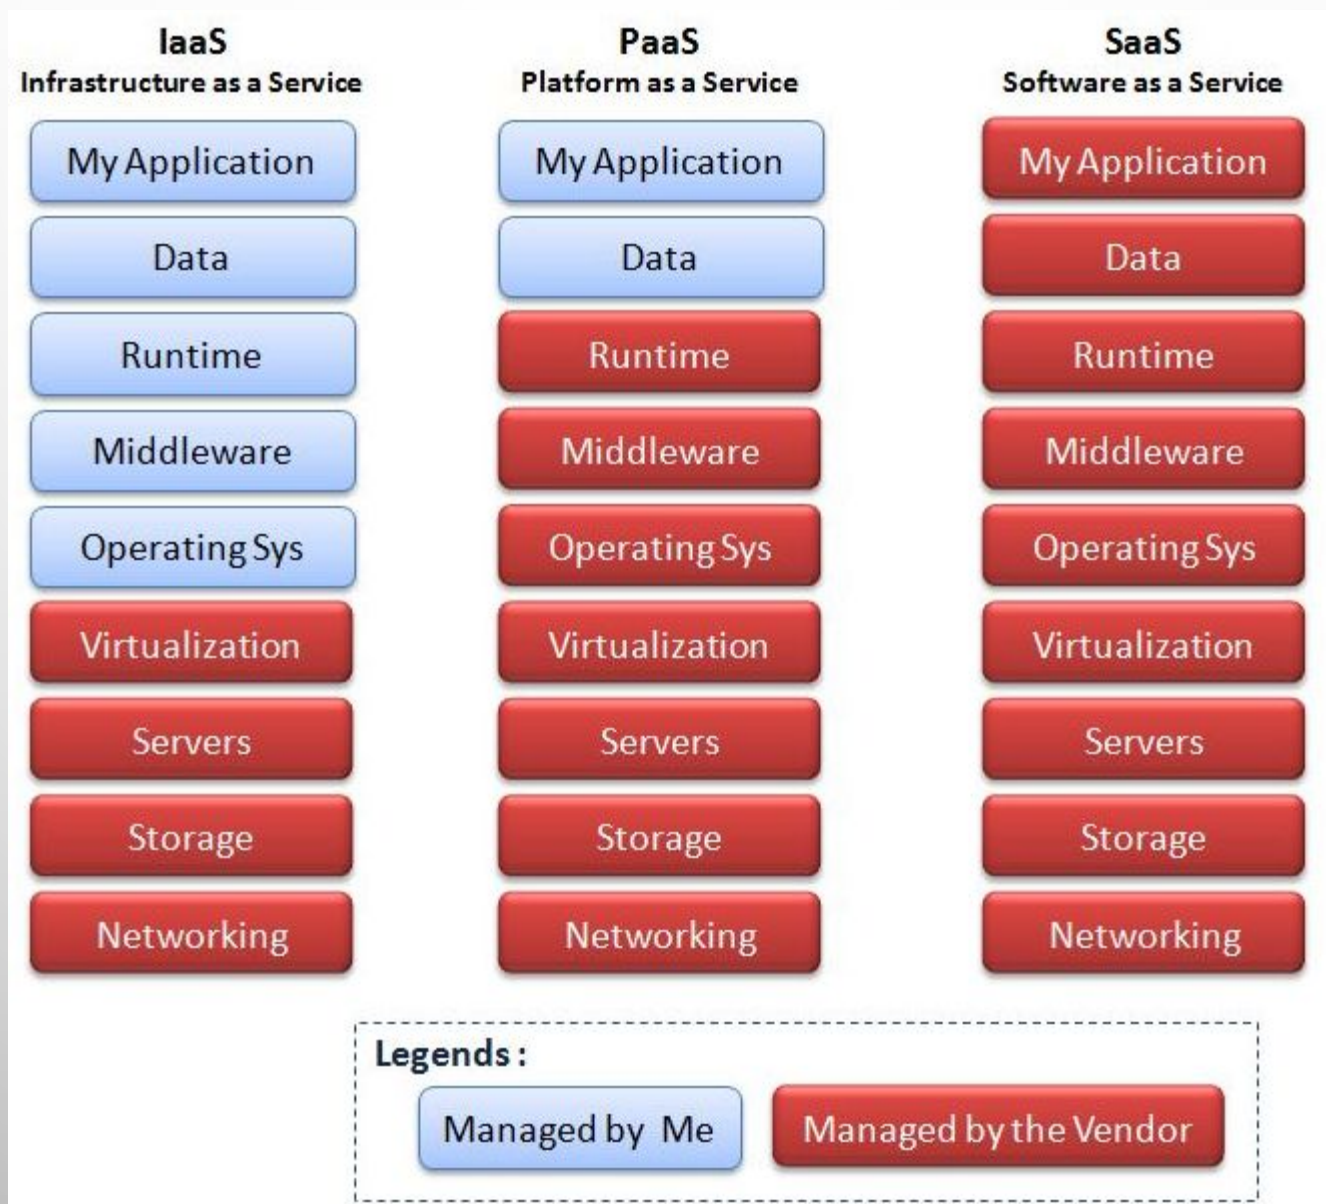 IaaS
Infrastructure as a Service
My Application
Data
Runtime
Middleware
Operating Sys
Virtualization
Servers
Storage
Networking
PaaS
Platform as a Service
My Application
Data
Runtime
Middleware
Operating Sys
Virtualization
Servers
Storage
Networking
SaaS
Software as a Service
My Application
Data
Runtime
Middleware
Operating Sys
Virtualization
Servers
Storage
Networking
Legends :
Managed by Me
Managed by the Vendor